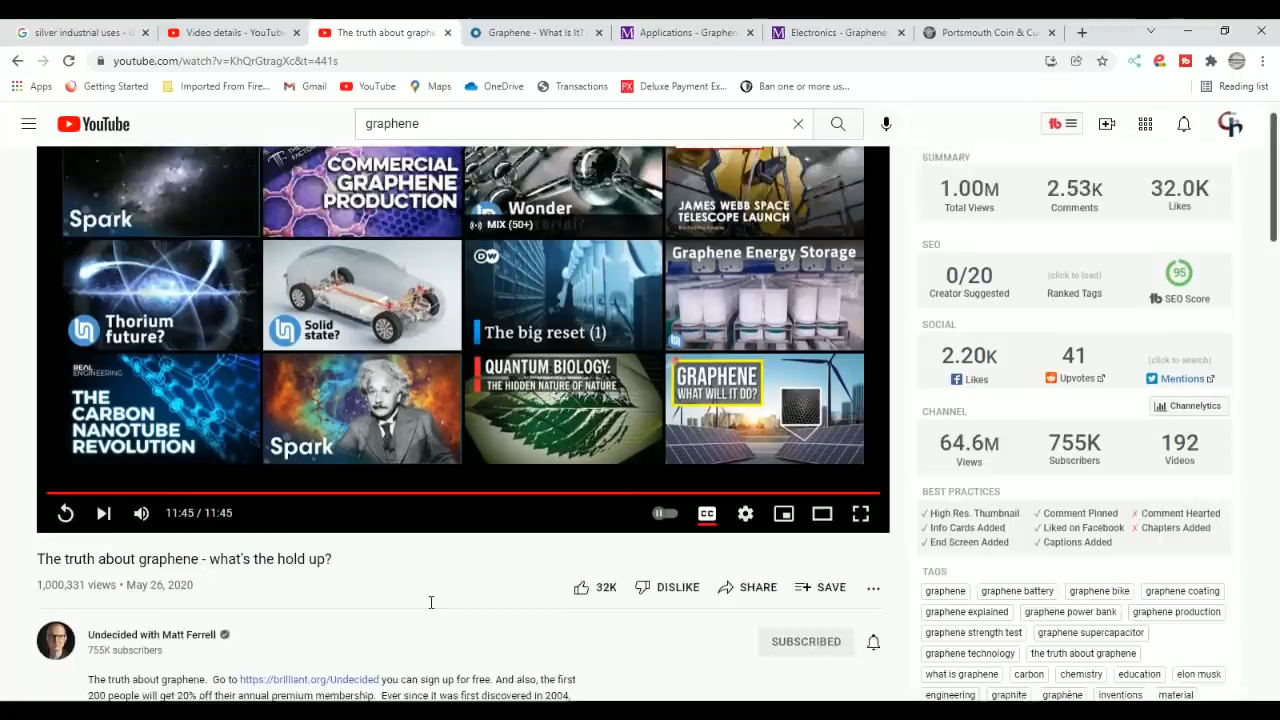 silver industrial uses - G
Video details - YouTube
The truth about graphe
Graphene - What Is It?
Applications - Graphene
Electronics - Graphene
Portsmouth Coin & Cu
youtube.com/watch?v=KhQrGtragXc&t=441s
Apps
Getting Started
Imported From Fire...
Gmail
YouTube
Maps
OneDrive
Transactions
PX Deluxe Payment Ex...
Ban one or more us...
Reading list
YouTube
graphene
tb
Ch
Spark
COMMERCIAL
GRAPHENE
PRODUCTION
Wonder
MIX (50+)
JAMES WEBB SPACE
TELESCOPE LAUNCH
Thorium
future?
Solid
state?
DW
The big reset (1)
Graphene Energy Storage
REAL
ENGINEERING
THE
CARBON
NANOTUBE
REVOLUTION
Spark
QUANTUM BIOLOGY:
THE HIDDEN NATURE OF NATURE
GRAPHENE
WHAT WILL IT DO?
11:45 / 11:45
CC
The truth about graphene - what's the hold up?
1,000,331 views • May 26, 2020
32K
DISLIKE
SHARE
SAVE
Undecided with Matt Ferrell
755K subscribers
SUBSCRIBED
The truth about graphene. Go to https://brilliant.org/Undecided you can sign up for free. And also, the first
200 people will get 20% off their annual premium membership. Ever since it was first discovered in 2004,
SUMMARY
1.00M 2.53K 32.0K
Total Views Comments Likes
SEO
0/20 (click to load) 95
Creator Suggested Ranked Tags tb SEO Score
SOCIAL
2.20K 41 (click to search)
Likes Upvotes Mentions
Channelytics
CHANNEL
64.6M 755K 192
Views Subscribers Videos
BEST PRACTICES
✓ High Res. Thumbnail ✓ Comment Pinned ✗ Comment Hearted
✓ Info Cards Added ✓ Liked on Facebook ✗ Chapters Added
✓ End Screen Added ✓ Captions Added
TAGS
graphene graphene battery graphene bike graphene coating
graphene explained graphene power bank graphene production
graphene strength test graphene supercapacitor
graphene technology the truth about graphene
what is graphene carbon chemistry education elon musk
engineering graphite graphène inventions material